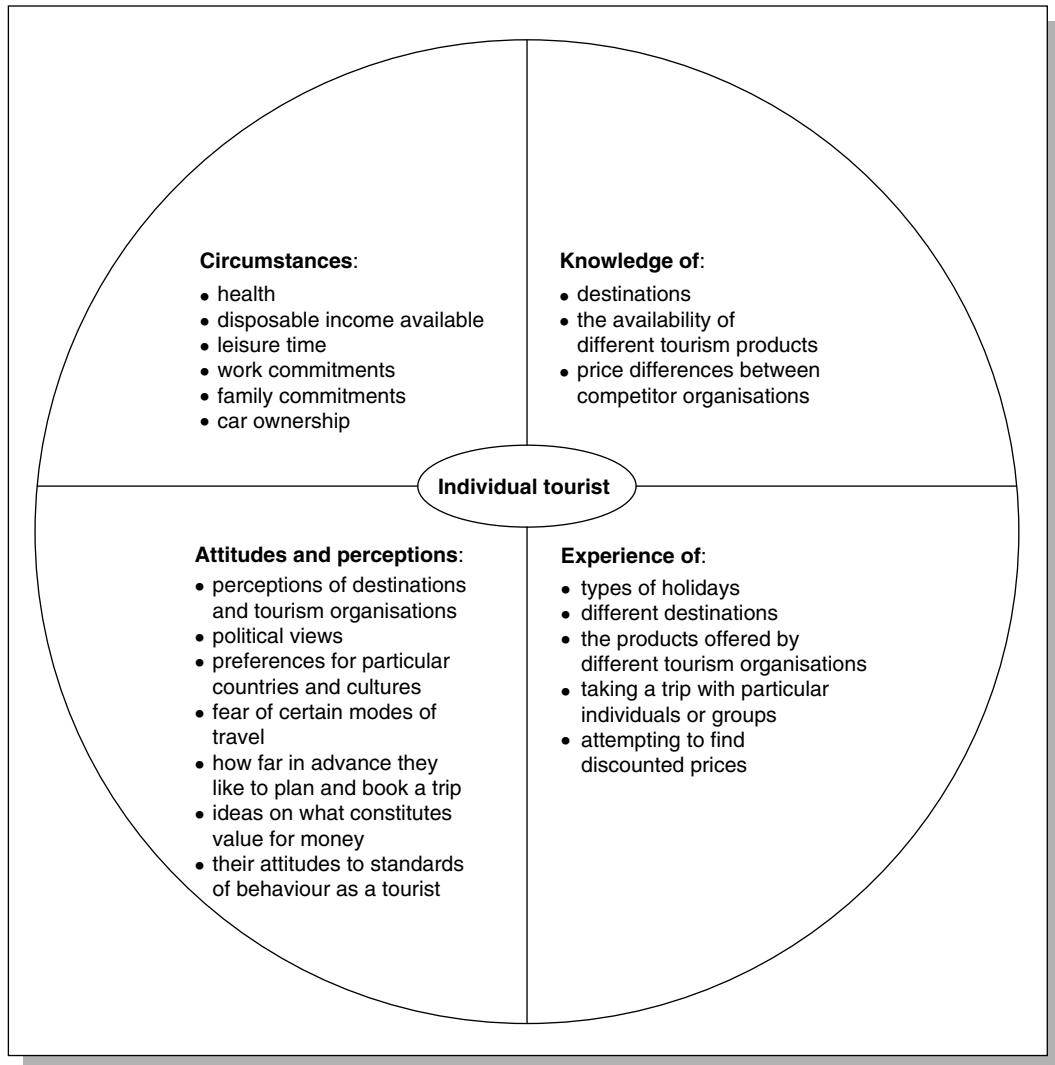 Circumstances:
• health
• disposable income available
• leisure time
• work commitments
• family commitments
• car ownership
Knowledge of:
• destinations
• the availability of
different tourism products
• price differences between
competitor organisations
Individual tourist
Attitudes and perceptions:
• perceptions of destinations
and tourism organisations
• political views
• preferences for particular
countries and cultures
• fear of certain modes of
travel
• how far in advance they
like to plan and book a trip
• ideas on what constitutes
value for money
• their attitudes to standards
of behaviour as a tourist
Experience of:
• types of holidays
• different destinations
• the products offered by
different tourism organisations
• taking a trip with particular
individuals or groups
• attempting to find
discounted prices